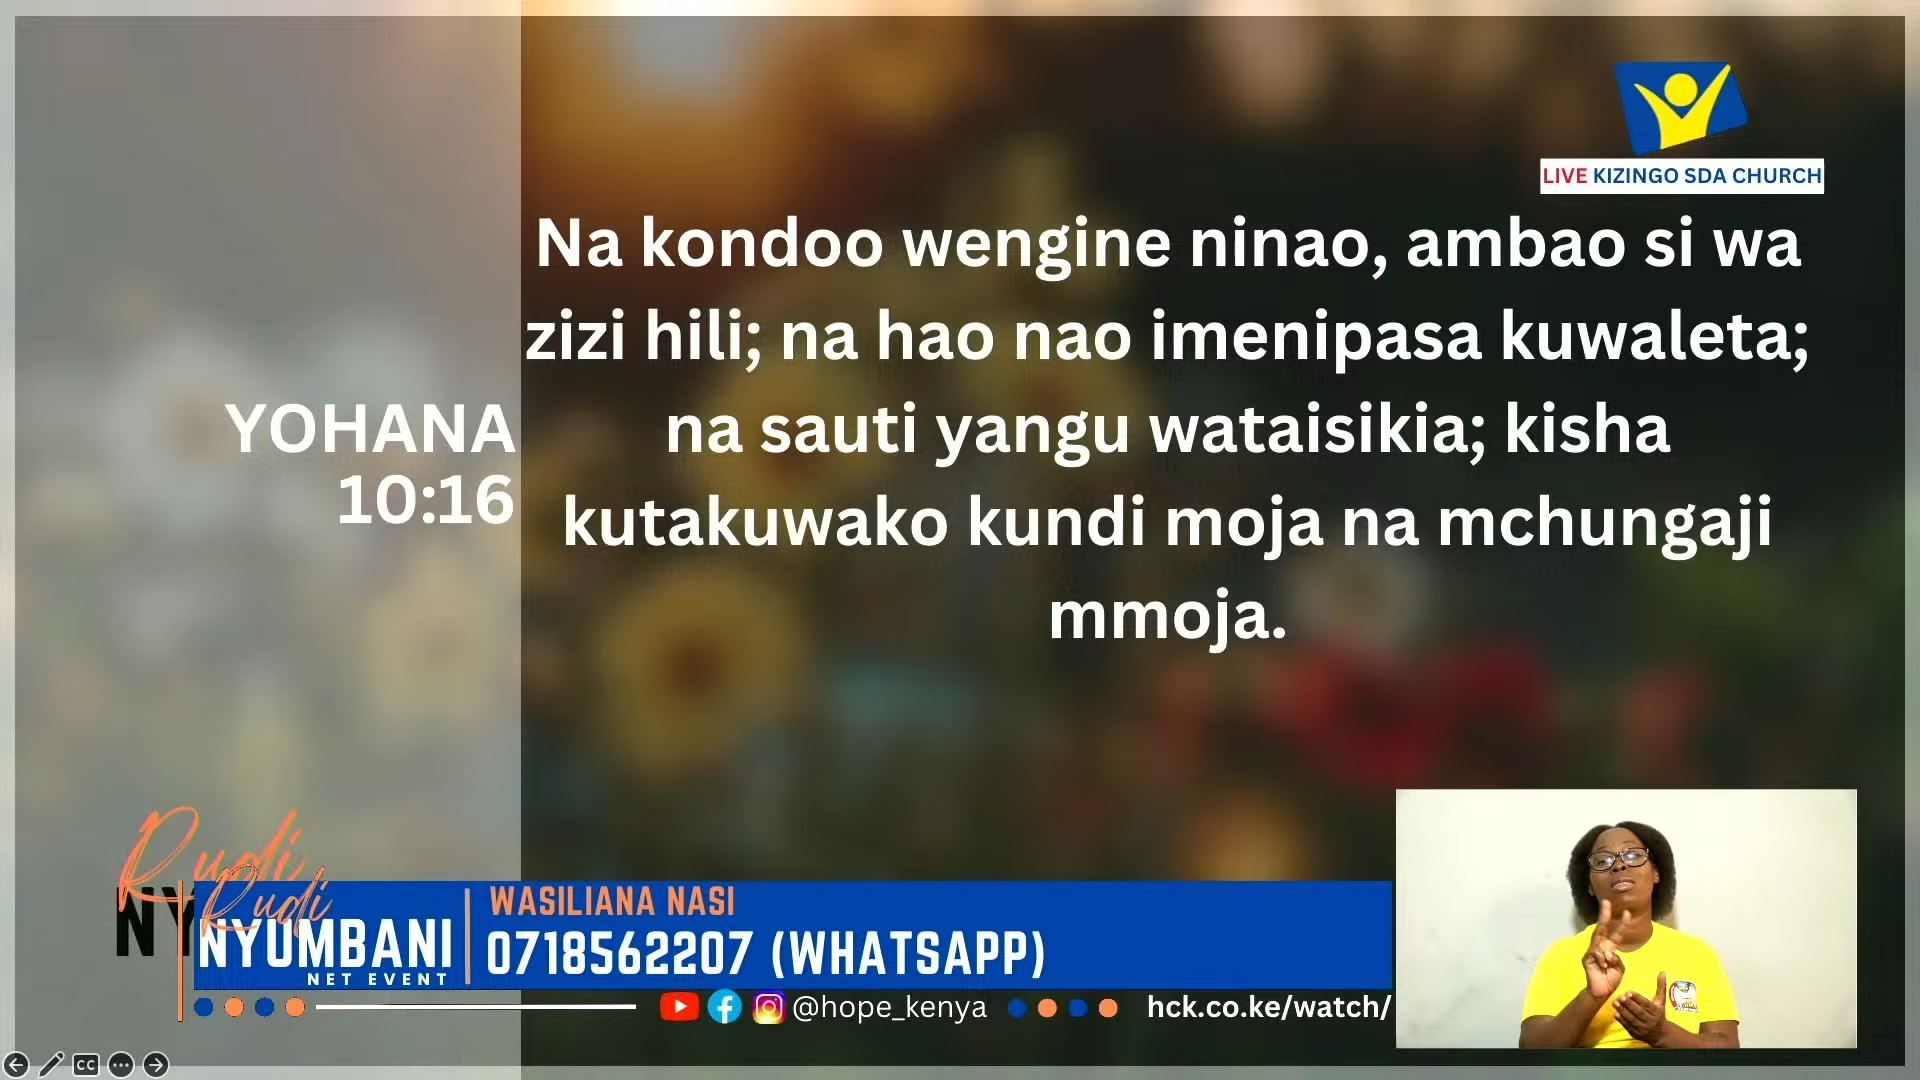 LIVE KIZINGO SDA CHURCH
YOHANA
10:16
Na kondoo wengine ninao, ambao si wa
zizi hili; na hao nao imenipasa kuwaleta;
na sauti yangu wataisikia; kisha
kutakuwako kundi moja na mchungaji
mmoja.
Rudi
NY
Rudi
NYUMBANI
NET EVENT
WASILIANA NASI
0718562207 (WHATSAPP)
@hope_kenya
hck.co.ke/watch/
CC